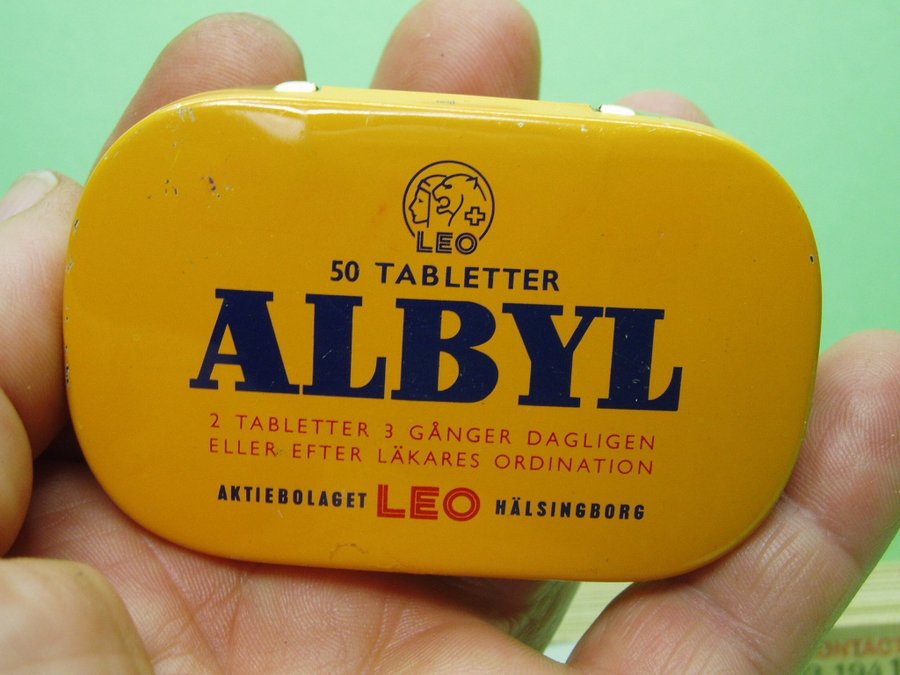 LEO
50 TABLETTER
ALBYL
2 TABLETTER 3 GÅNGER DAGLIGEN
ELLER EFTER LÄKARES ORDINATION
AKTIEBOLAGET LEO HÄLSINGBORG